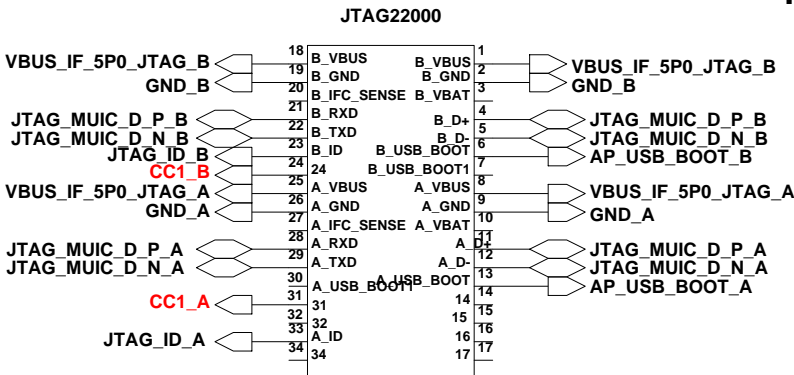 JTAG22000
VBUS_IF_5P0_JTAG_B 18 B_VBUS B_VBUS 1 VBUS_IF_5P0_JTAG_B
GND_B 19 B_GND B_GND 2 GND_B
20 B_IFC_SENSE B_VBAT 3
JTAG_MUIC_D_P_B 21 B_RXD B_D+ 4 JTAG_MUIC_D_P_B
JTAG_MUIC_D_N_B 22 B_TXD B_D- 5 JTAG_MUIC_D_N_B
JTAG_ID_B 23 B_ID B_USB_BOOT 6 AP_USB_BOOT_B
CC1_B 24 24 B_USB_BOOT1 7
VBUS_IF_5P0_JTAG_A 25 A_VBUS A_VBUS 8 VBUS_IF_5P0_JTAG_A
GND_A 26 A_GND A_GND 9 GND_A
27 A_IFC_SENSE A_VBAT 10
JTAG_MUIC_D_P_A 28 A_RXD A_D+ 11 JTAG_MUIC_D_P_A
JTAG_MUIC_D_N_A 29 A_TXD A_D- 12 JTAG_MUIC_D_N_A
30 A_USB_BOOT1 A_USB_BOOT 13 AP_USB_BOOT_A
CC1_A 31 31 14 14
32 32 15 15
JTAG_ID_A 33 A_ID 16 16
34 34 17 17